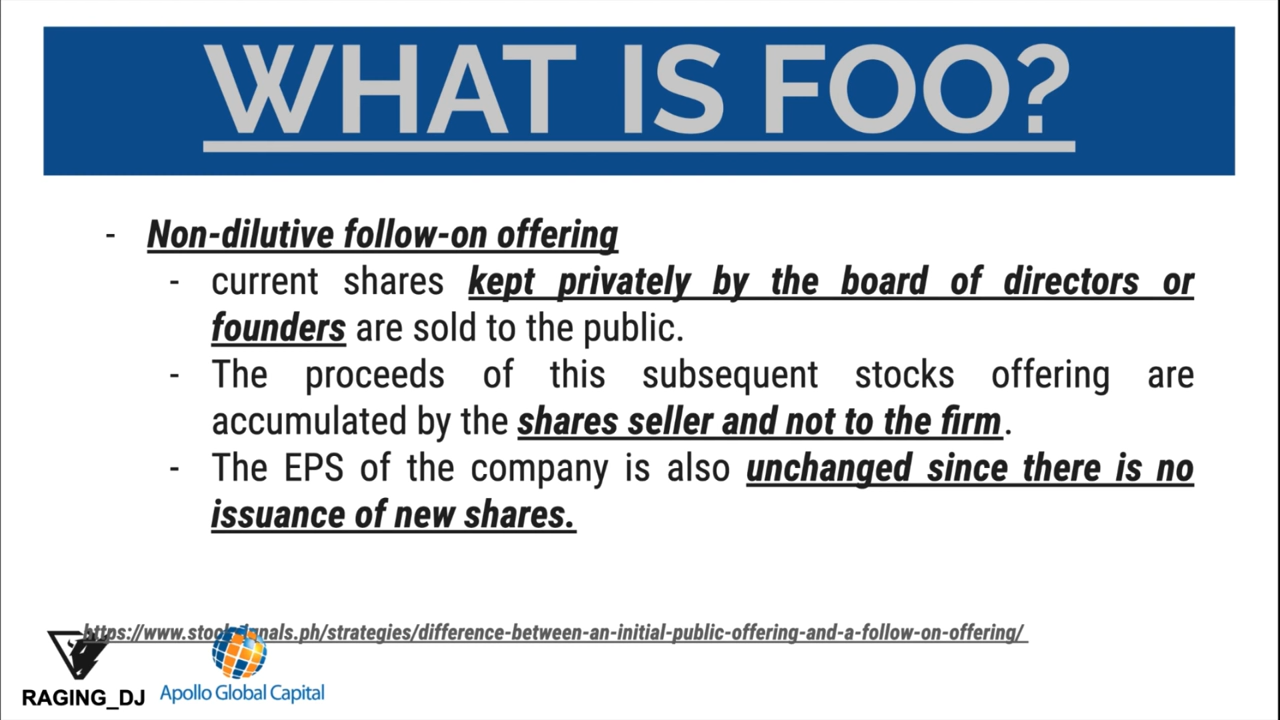 WHAT IS FOO?
- Non-dilutive follow-on offering
- current shares kept privately by the board of directors or
founders are sold to the public.
- The proceeds of this subsequent stocks offering are
accumulated by the shares seller and not to the firm.
- The EPS of the company is also unchanged since there is no
issuance of new shares.
/strategies/difference-between-an-initial-public-offering-and-a-follow-on-offering/
RAGING_DJ
Apollo Global Capital